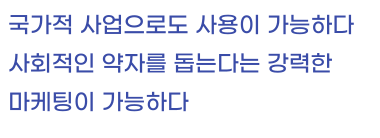 국가적 사업으로도 사용이 가능하다
사회적인 약자를 돕는다는 강력한
마케팅이 가능하다